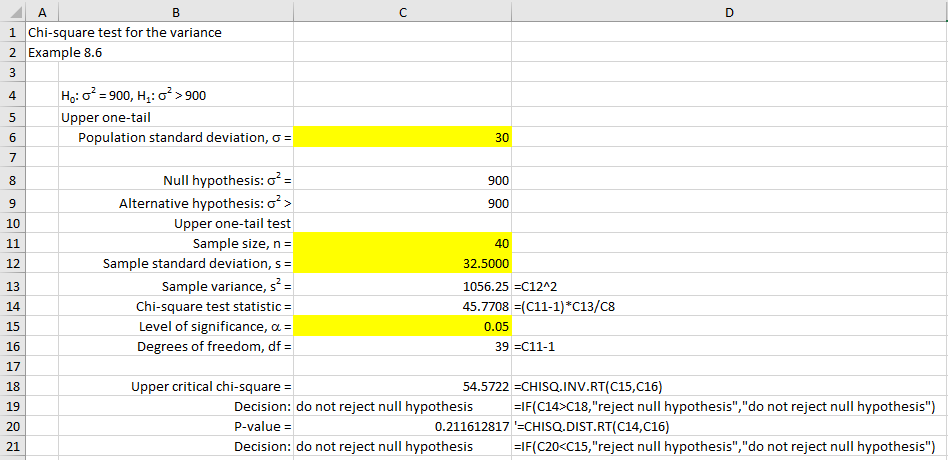 A B C D
1 Chi-square test for the variance
2 Example 8.6
3
4 H₀: σ² = 900, H₁: σ² > 900
5 Upper one-tail
6 Population standard deviation, σ = 30
7
8 Null hypothesis: σ² = 900
9 Alternative hypothesis: σ² > 900
10 Upper one-tail test
11 Sample size, n = 40
12 Sample standard deviation, s = 32.5000
13 Sample variance, s² = 1056.25 =C12^2
14 Chi-square test statistic = 45.7708 =(C11-1)*C13/C8
15 Level of significance, α = 0.05
16 Degrees of freedom, df = 39 =C11-1
17
18 Upper critical chi-square = 54.5722 =CHISQ.INV.RT(C15,C16)
19 Decision: do not reject null hypothesis =IF(C14>C18,"reject null hypothesis","do not reject null hypothesis")
20 P-value = 0.211612817 '=CHISQ.DIST.RT(C14,C16)
21 Decision: do not reject null hypothesis =IF(C20<C15,"reject null hypothesis","do not reject null hypothesis")